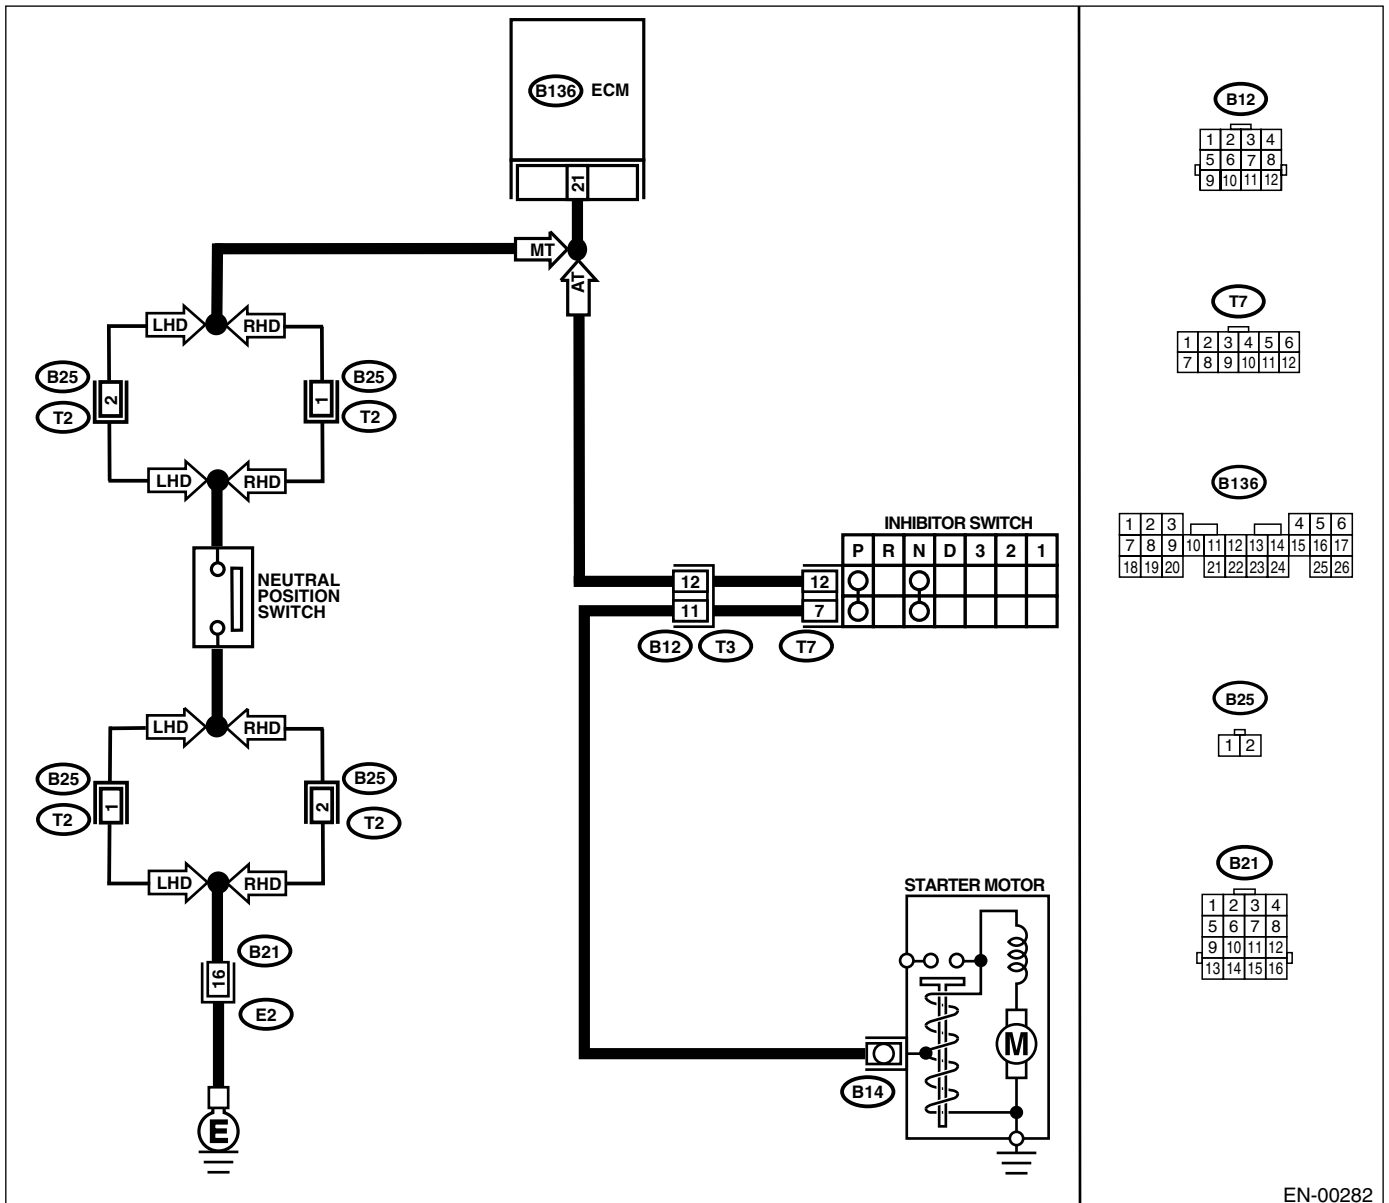 B136 ECM
21
MT
AT
LHD RHD
B25
T2
2
1
B25
T2
LHD RHD
NEUTRAL
POSITION
SWITCH
LHD RHD
B25
T2
1
2
B25
T2
LHD RHD
B21
16
E2
E
INHIBITOR SWITCH
P R N D 3 2 1
12 12
11 7
B12 T3 T7
STARTER MOTOR
M
B14
B12
1 2 3 4
5 6 7 8
9 10 11 12
T7
1 2 3 4 5 6
7 8 9 10 11 12
B136
1 2 3 4 5 6
7 8 9 10 11 12 13 14 15 16 17
18 19 20 21 22 23 24 25 26
B25
1 2
B21
1 2 3 4
5 6 7 8
9 10 11 12
13 14 15 16
EN-00282